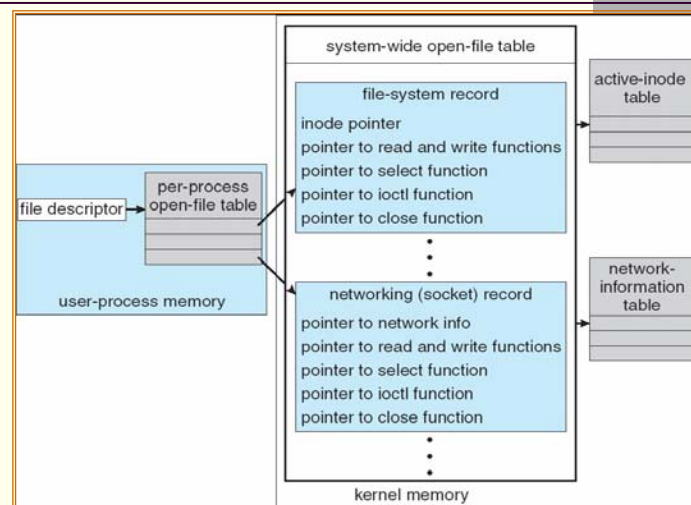 system-wide open-file table
file-system record
inode pointer
pointer to read and write functions
pointer to select function
pointer to ioctl function
pointer to close function
active-inode
table
file descriptor
per-process
open-file table
user-process memory
networking (socket) record
pointer to network info
pointer to read and write functions
pointer to select function
pointer to ioctl function
pointer to close function
network-
information
table
kernel memory